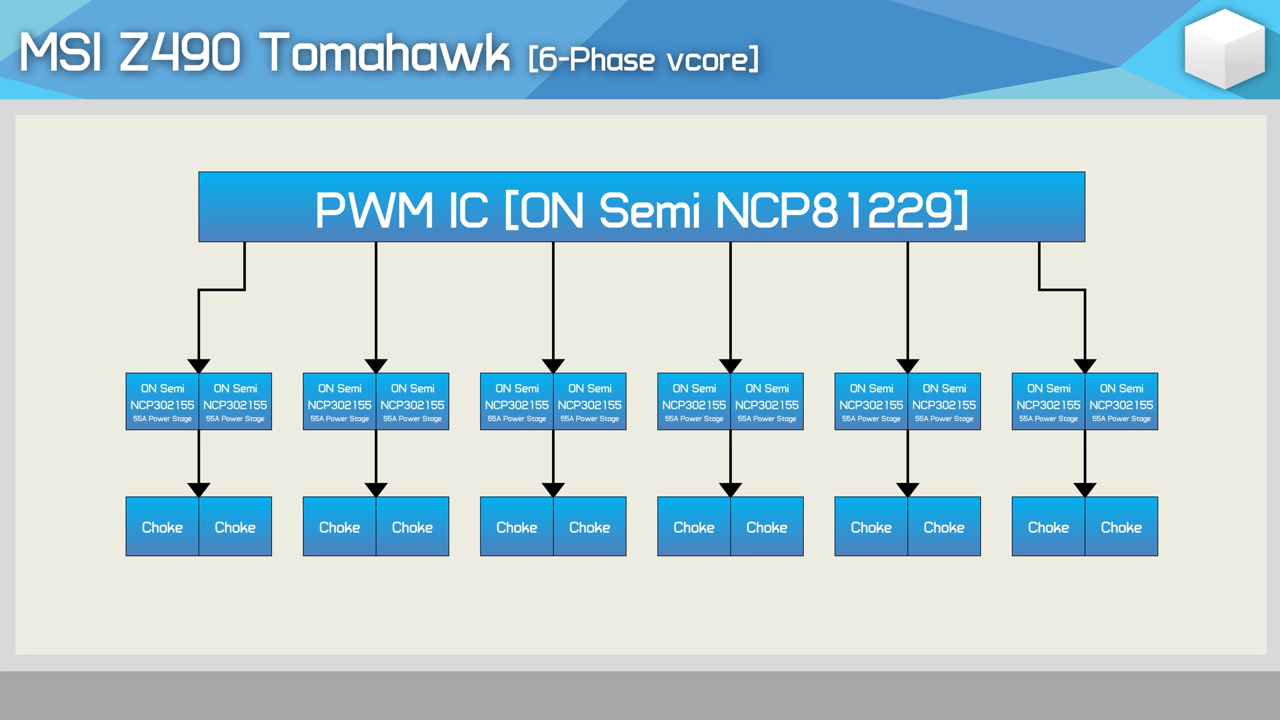 MSI Z490 Tomahawk [6-Phase vcore]
PWM IC [ON Semi NCP81229]
ON Semi NCP302155 55A Power Stage
ON Semi NCP302155 55A Power Stage
ON Semi NCP302155 55A Power Stage
ON Semi NCP302155 55A Power Stage
ON Semi NCP302155 55A Power Stage
ON Semi NCP302155 55A Power Stage
ON Semi NCP302155 55A Power Stage
ON Semi NCP302155 55A Power Stage
ON Semi NCP302155 55A Power Stage
ON Semi NCP302155 55A Power Stage
ON Semi NCP302155 55A Power Stage
ON Semi NCP302155 55A Power Stage
Choke Choke Choke Choke Choke Choke Choke Choke Choke Choke Choke Choke